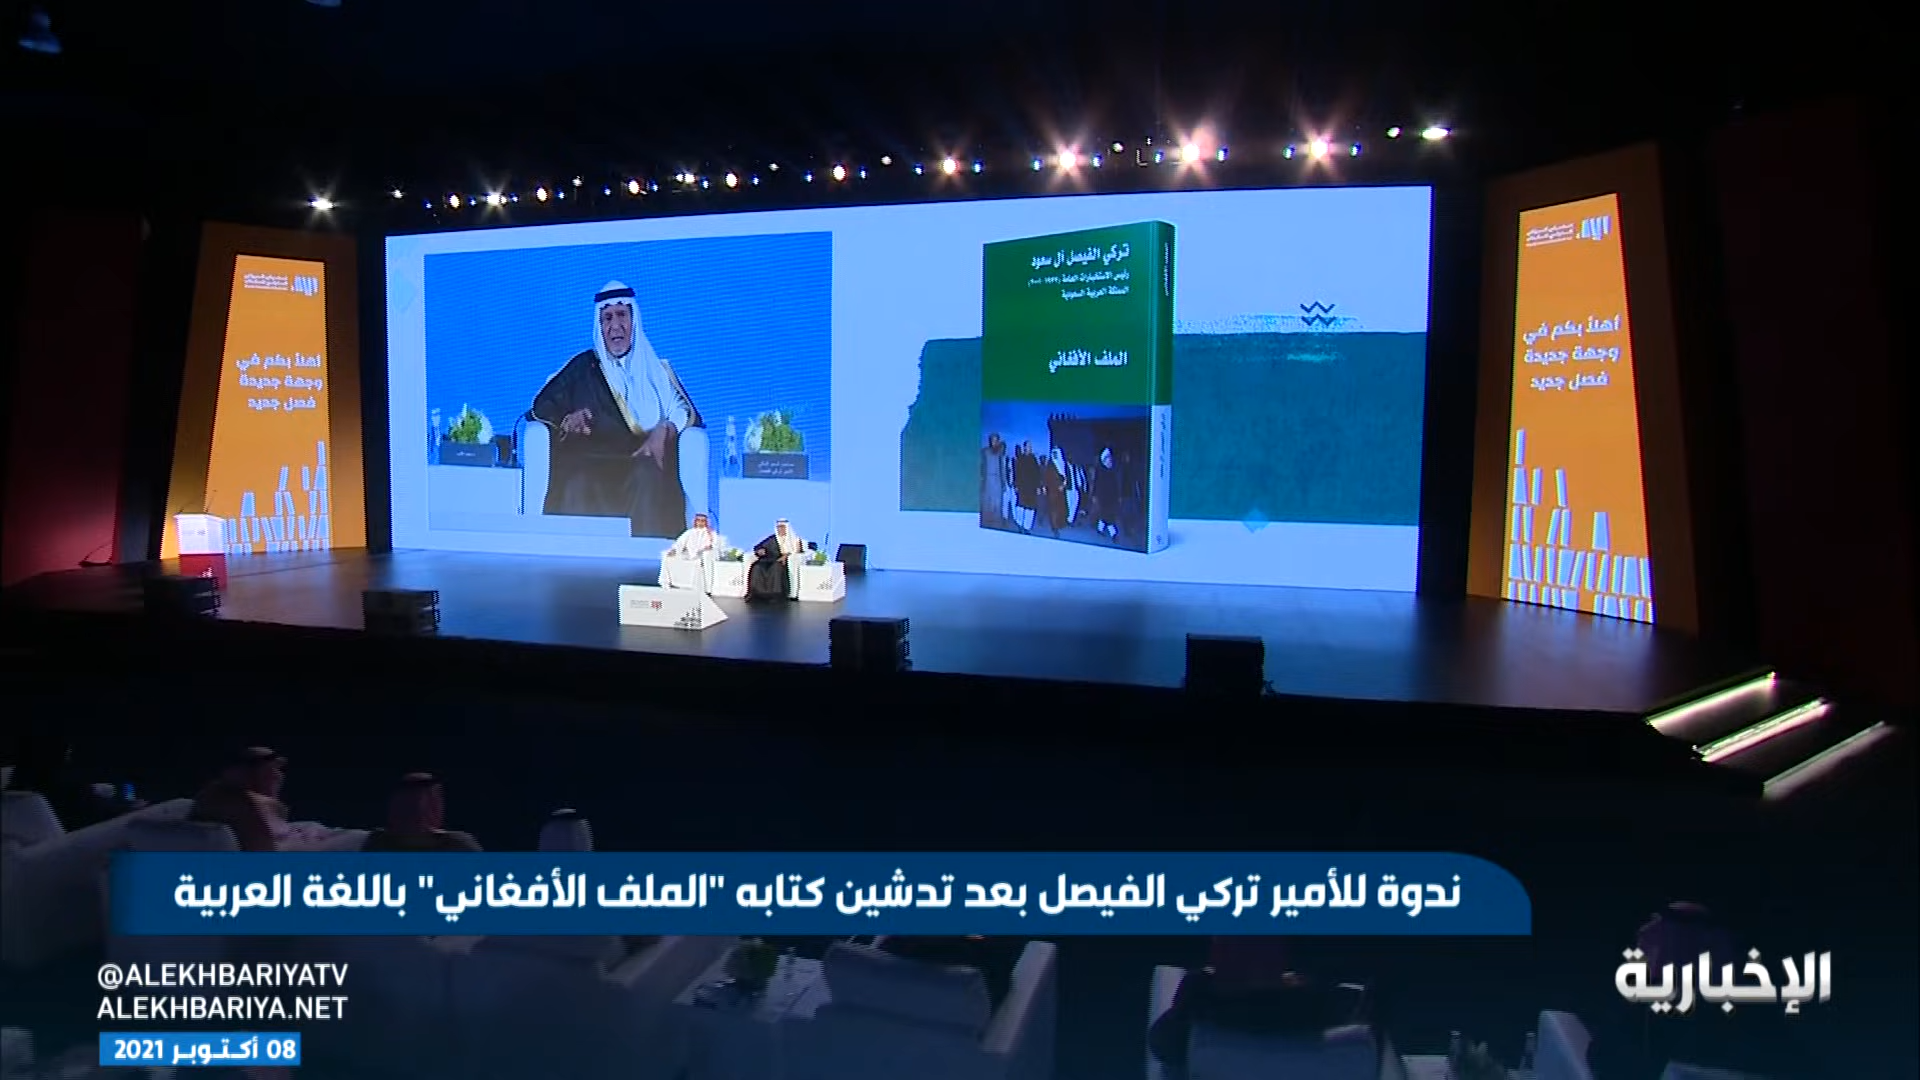 أهلاً بكم في
وجهة جديدة
فصل جديد
تركي الفيصل آل سعود
رئيس الاستخبارات العامة
المملكة العربية السعودية
الملف الأفغاني
أهلاً بكم في
وجهة جديدة
فصل جديد
ندوة للأمير تركي الفيصل بعد تدشين كتابه "الملف الأفغاني" باللغة العربية
@ALEKHBARIYATV
ALEKHBARIYA.NET
08 أكتوبر 2021
الإخبارية